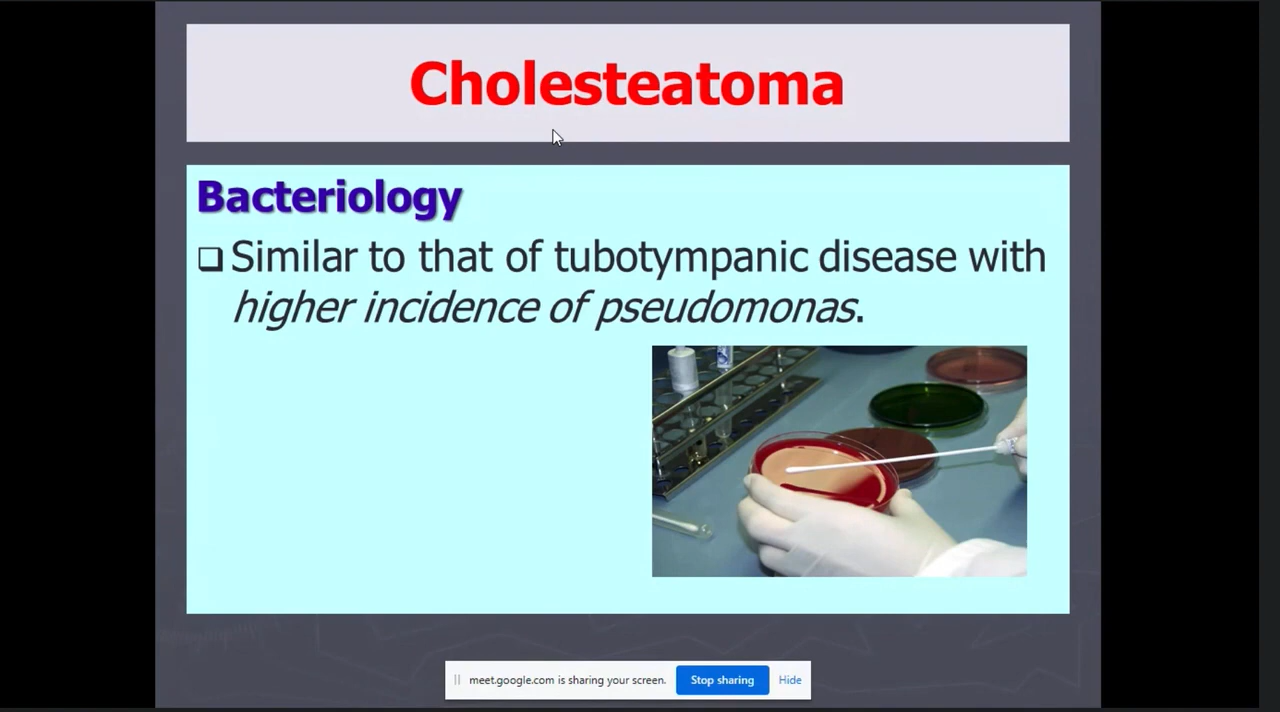 Cholesteatoma
Bacteriology
❑ Similar to that of tubotympanic disease with
higher incidence of pseudomonas.
meet.google.com is sharing your screen. Stop sharing Hide